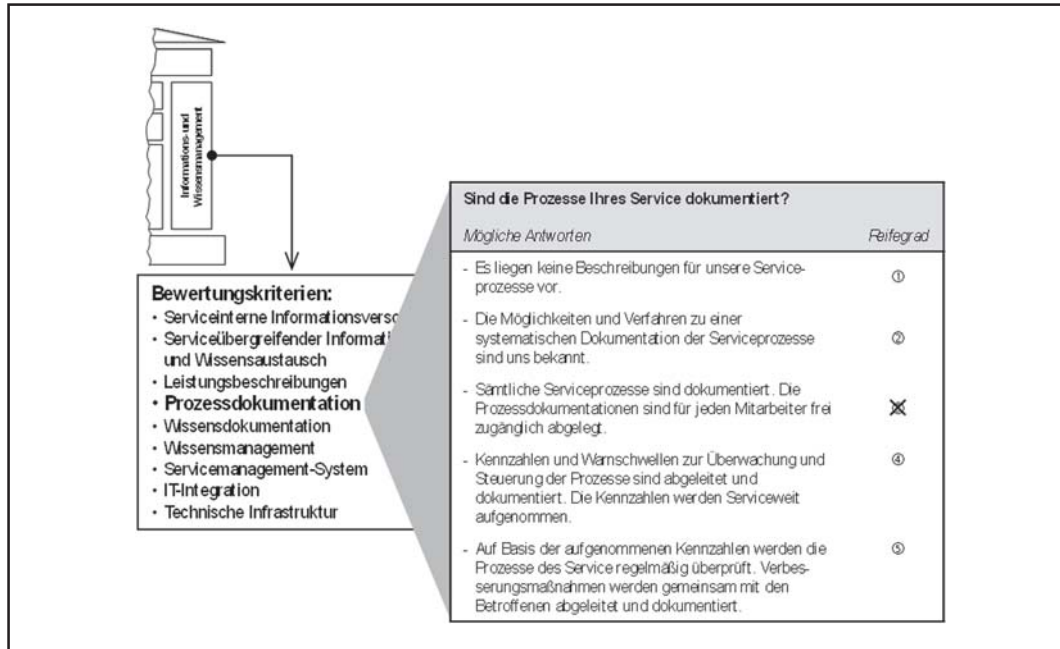 Informations- und
Wissensmanagement
Bewertungskriterien:
• Serviceinterne Informationsverso
• Serviceübergreifender Informati
und Wissensaustausch
• Leistungsbeschreibungen
• Prozessdokumentation
• Wissensdokumentation
• Wissensmanagement
• Servicemanagement-System
• IT-Integration
• Technische Infrastruktur
Sind die Prozesse Ihres Service dokumentiert?
Mögliche Antworten Reifegrad
- Es liegen keine Beschreibungen für unsere Service- ①
prozesse vor.
- Die Möglichkeiten und Verfahren zu einer
systematischen Dokumentation der Serviceprozesse ②
sind uns bekannt.
- Sämtliche Serviceprozesse sind dokumentiert. Die
Prozessdokumentationen sind für jeden Mitarbeiter frei
zugänglich abgelegt.
- Kennzahlen und Warnschwellen zur Überwachung und ④
Steuerung der Prozesse sind abgeleitet und
dokumentiert. Die Kennzahlen werden Serviceweit
aufgenommen.
- Auf Basis der aufgenommenen Kennzahlen werden die ⑤
Prozesse des Service regelmäßig überprüft. Verbes-
serungsmaßnahmen werden gemeinsam mit den
Betroffenen abgeleitet und dokumentiert.